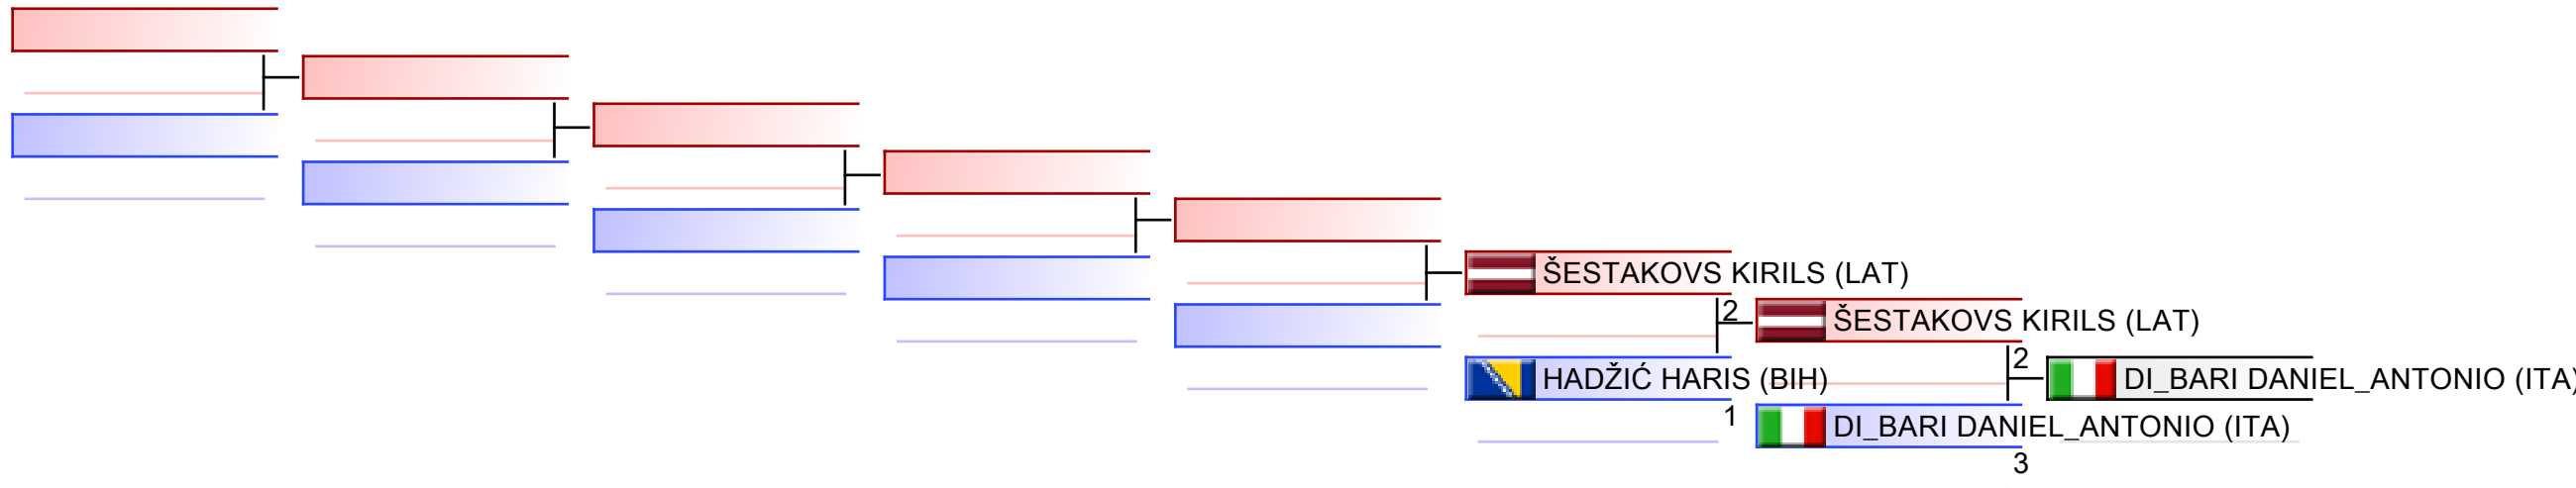 ŠESTAKOVS KIRILS (LAT)
2
ŠESTAKOVS KIRILS (LAT)
2
HADŽIĆ HARIS (BIH)
DI_BARI DANIEL_ANTONIO (ITA)
1
DI_BARI DANIEL_ANTONIO (ITA)
3